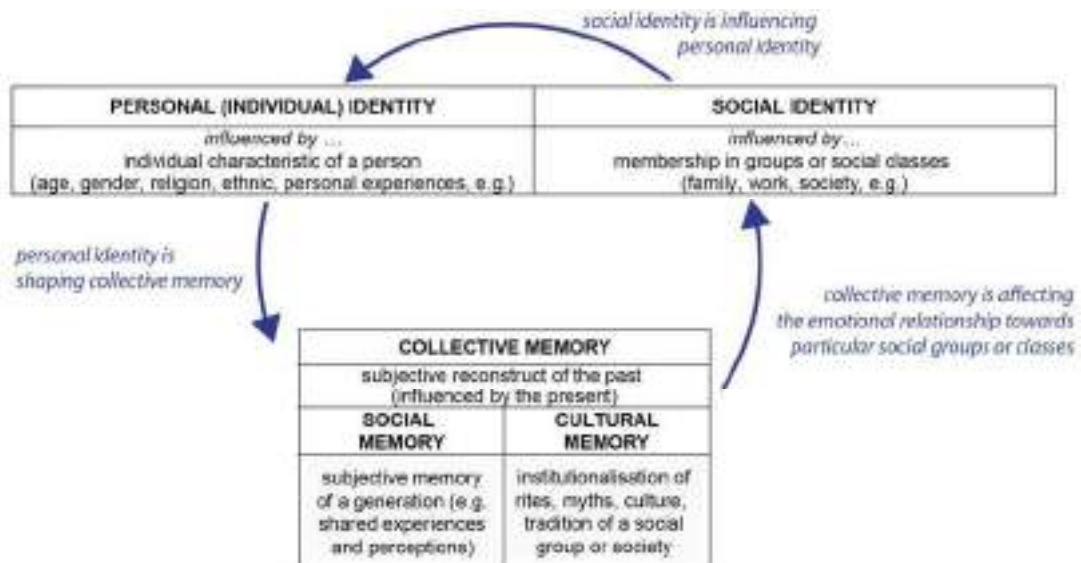 social identity is influencing
personal identity
PERSONAL (INDIVIDUAL) IDENTITY
influenced by ...
individual characteristic of a person
(age, gender, religion, ethnic, personal experiences, e.g.)
SOCIAL IDENTITY
influenced by...
membership in groups or social classes
(family, work, society, e.g.)
personal identity is
shaping collective memory
collective memory is affecting
the emotional relationship towards
particular social groups or classes
COLLECTIVE MEMORY
subjective reconstruct of the past
(influenced by the present)
SOCIAL
MEMORY
subjective memory
of a generation (e.g.
shared experiences
and perceptions)
CULTURAL
MEMORY
institutionalisation of
rites, myths, culture,
tradition of a social
group or society